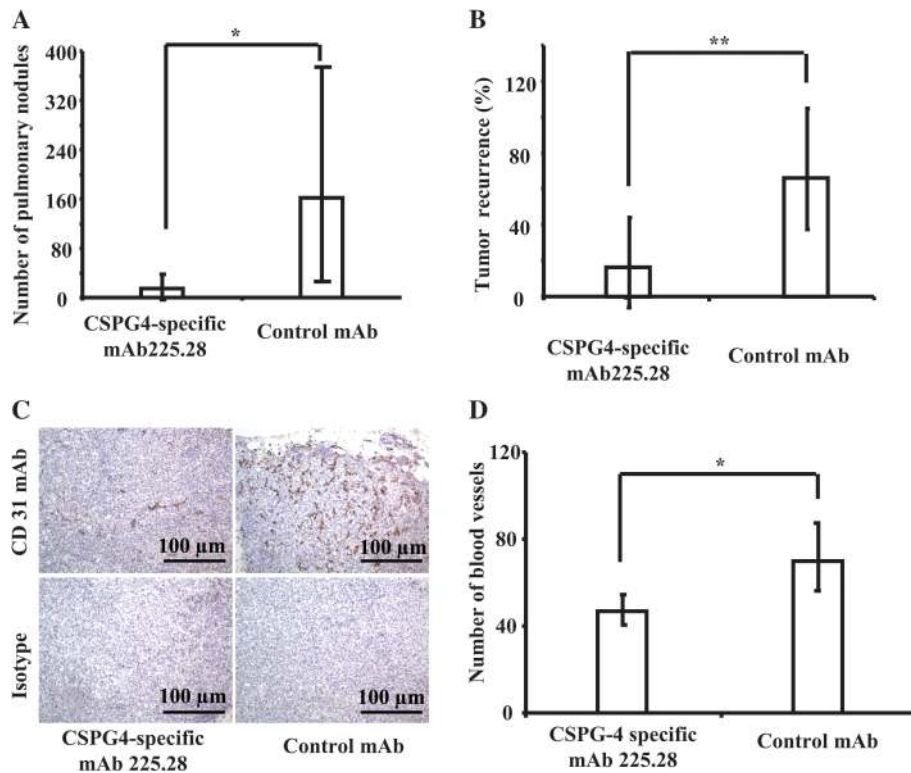 A
Number of pulmonary nodules
400
320
240
160
80
0
*
CSPG4-specific
mAb225.28
Control mAb
B
Tumor recurrence (%)
120
80
40
0
**
CSPG4-specific
mAb225.28
Control mAb
C
CD 31 mAb
100 µm
100 µm
Isotype
100 µm
100 µm
CSPG4-specific
mAb 225.28
Control mAb
D
Number of blood vessels
120
80
40
0
*
CSPG-4 specific
mAb 225.28
Control mAb